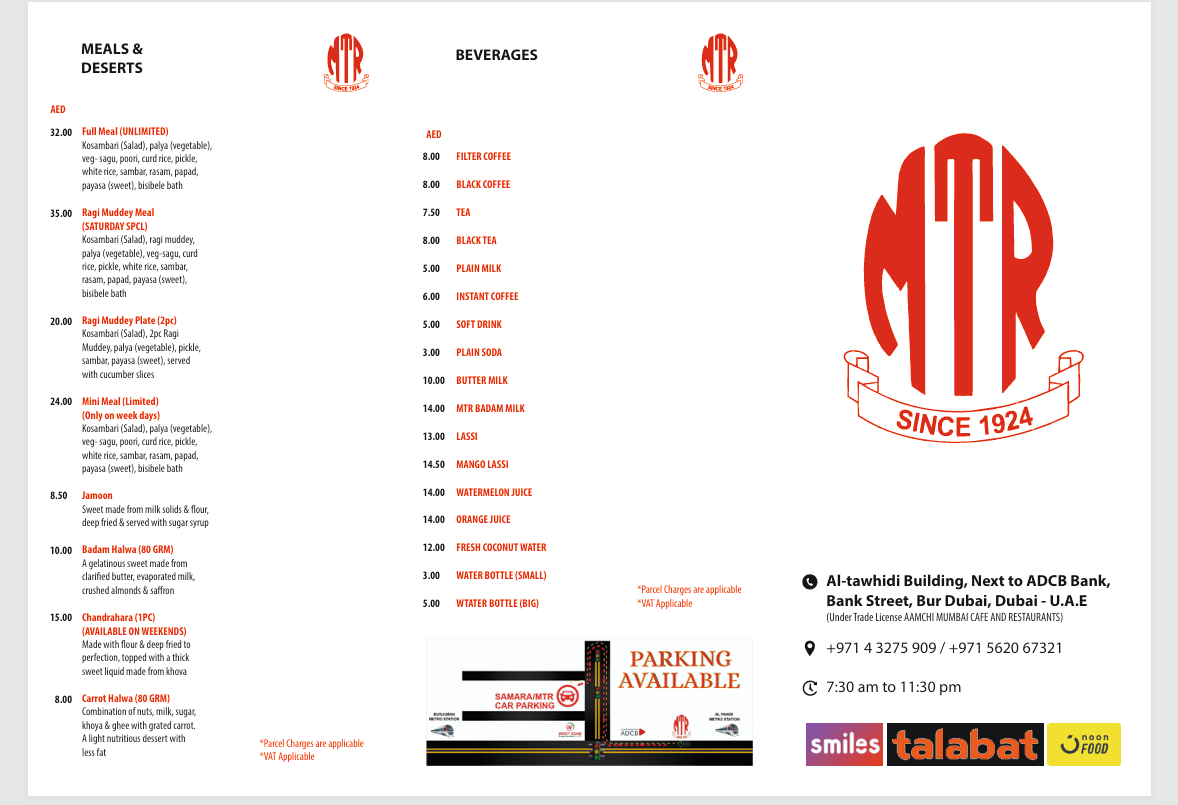 MEALS &
DESERTS
MTR
SINCE 1924
AED
32.00 Full Meal (UNLIMITED)
Kosambari (Salad), palya (vegetable),
veg- sagu, poori, curd rice, pickle,
white rice, sambar, rasam, papad,
payasa (sweet), bisibele bath
35.00 Ragi Muddey Meal
(SATURDAY SPCL)
Kosambari (Salad), ragi muddey,
palya (vegetable), veg-sagu, curd
rice, pickle, white rice, sambar,
rasam, papad, payasa (sweet),
bisibele bath
20.00 Ragi Muddey Plate (2pc)
Kosambari (Salad), 2pc Ragi
Muddey, palya (vegetable), pickle,
sambar, payasa (sweet), served
with cucumber slices
24.00 Mini Meal (Limited)
(Only on week days)
Kosambari (Salad), palya (vegetable),
veg- sagu, poori, curd rice, pickle,
white rice, sambar, rasam, papad,
payasa (sweet), bisibele bath
8.50 Jamoon
Sweet made from milk solids & flour,
deep fried & served with sugar syrup
10.00 Badam Halwa (80 GRM)
A gelatinous sweet made from
clarified butter, evaporated milk,
crushed almonds & saffron
15.00 Chandrahara (1PC)
(AVAILABLE ON WEEKENDS)
Made with flour & deep fried to
perfection, topped with a thick
sweet liquid made from khova
8.00 Carrot Halwa (80 GRM)
Combination of nuts, milk, sugar,
khoya & ghee with grated carrot.
A light nutritious dessert with
less fat
*Parcel Charges are applicable
*VAT Applicable
BEVERAGES
MTR
SINCE 1924
AED
8.00 FILTER COFFEE
8.00 BLACK COFFEE
7.50 TEA
8.00 BLACK TEA
5.00 PLAIN MILK
6.00 INSTANT COFFEE
5.00 SOFT DRINK
3.00 PLAIN SODA
10.00 BUTTER MILK
14.00 MTR BADAM MILK
13.00 LASSI
14.50 MANGO LASSI
14.00 WATERMELON JUICE
14.00 ORANGE JUICE
12.00 FRESH COCONUT WATER
3.00 WATER BOTTLE (SMALL)
5.00 WTATER BOTTLE (BIG)
*Parcel Charges are applicable
*VAT Applicable
PARKING
AVAILABLE
SAMARA/MTR
CAR PARKING
BURJUMAN
METRO STATION
WEST ZONE
ADCB
AL FAHIDI
METRO STATION
MTR
SINCE 1924
Al-tawhidi Building, Next to ADCB Bank,
Bank Street, Bur Dubai, Dubai - U.A.E
(Under Trade License AAMCHI MUMBAI CAFE AND RESTAURANTS)
+971 4 3275 909 / +971 5620 67321
7:30 am to 11:30 pm
smiles
talabat
noon
FOOD